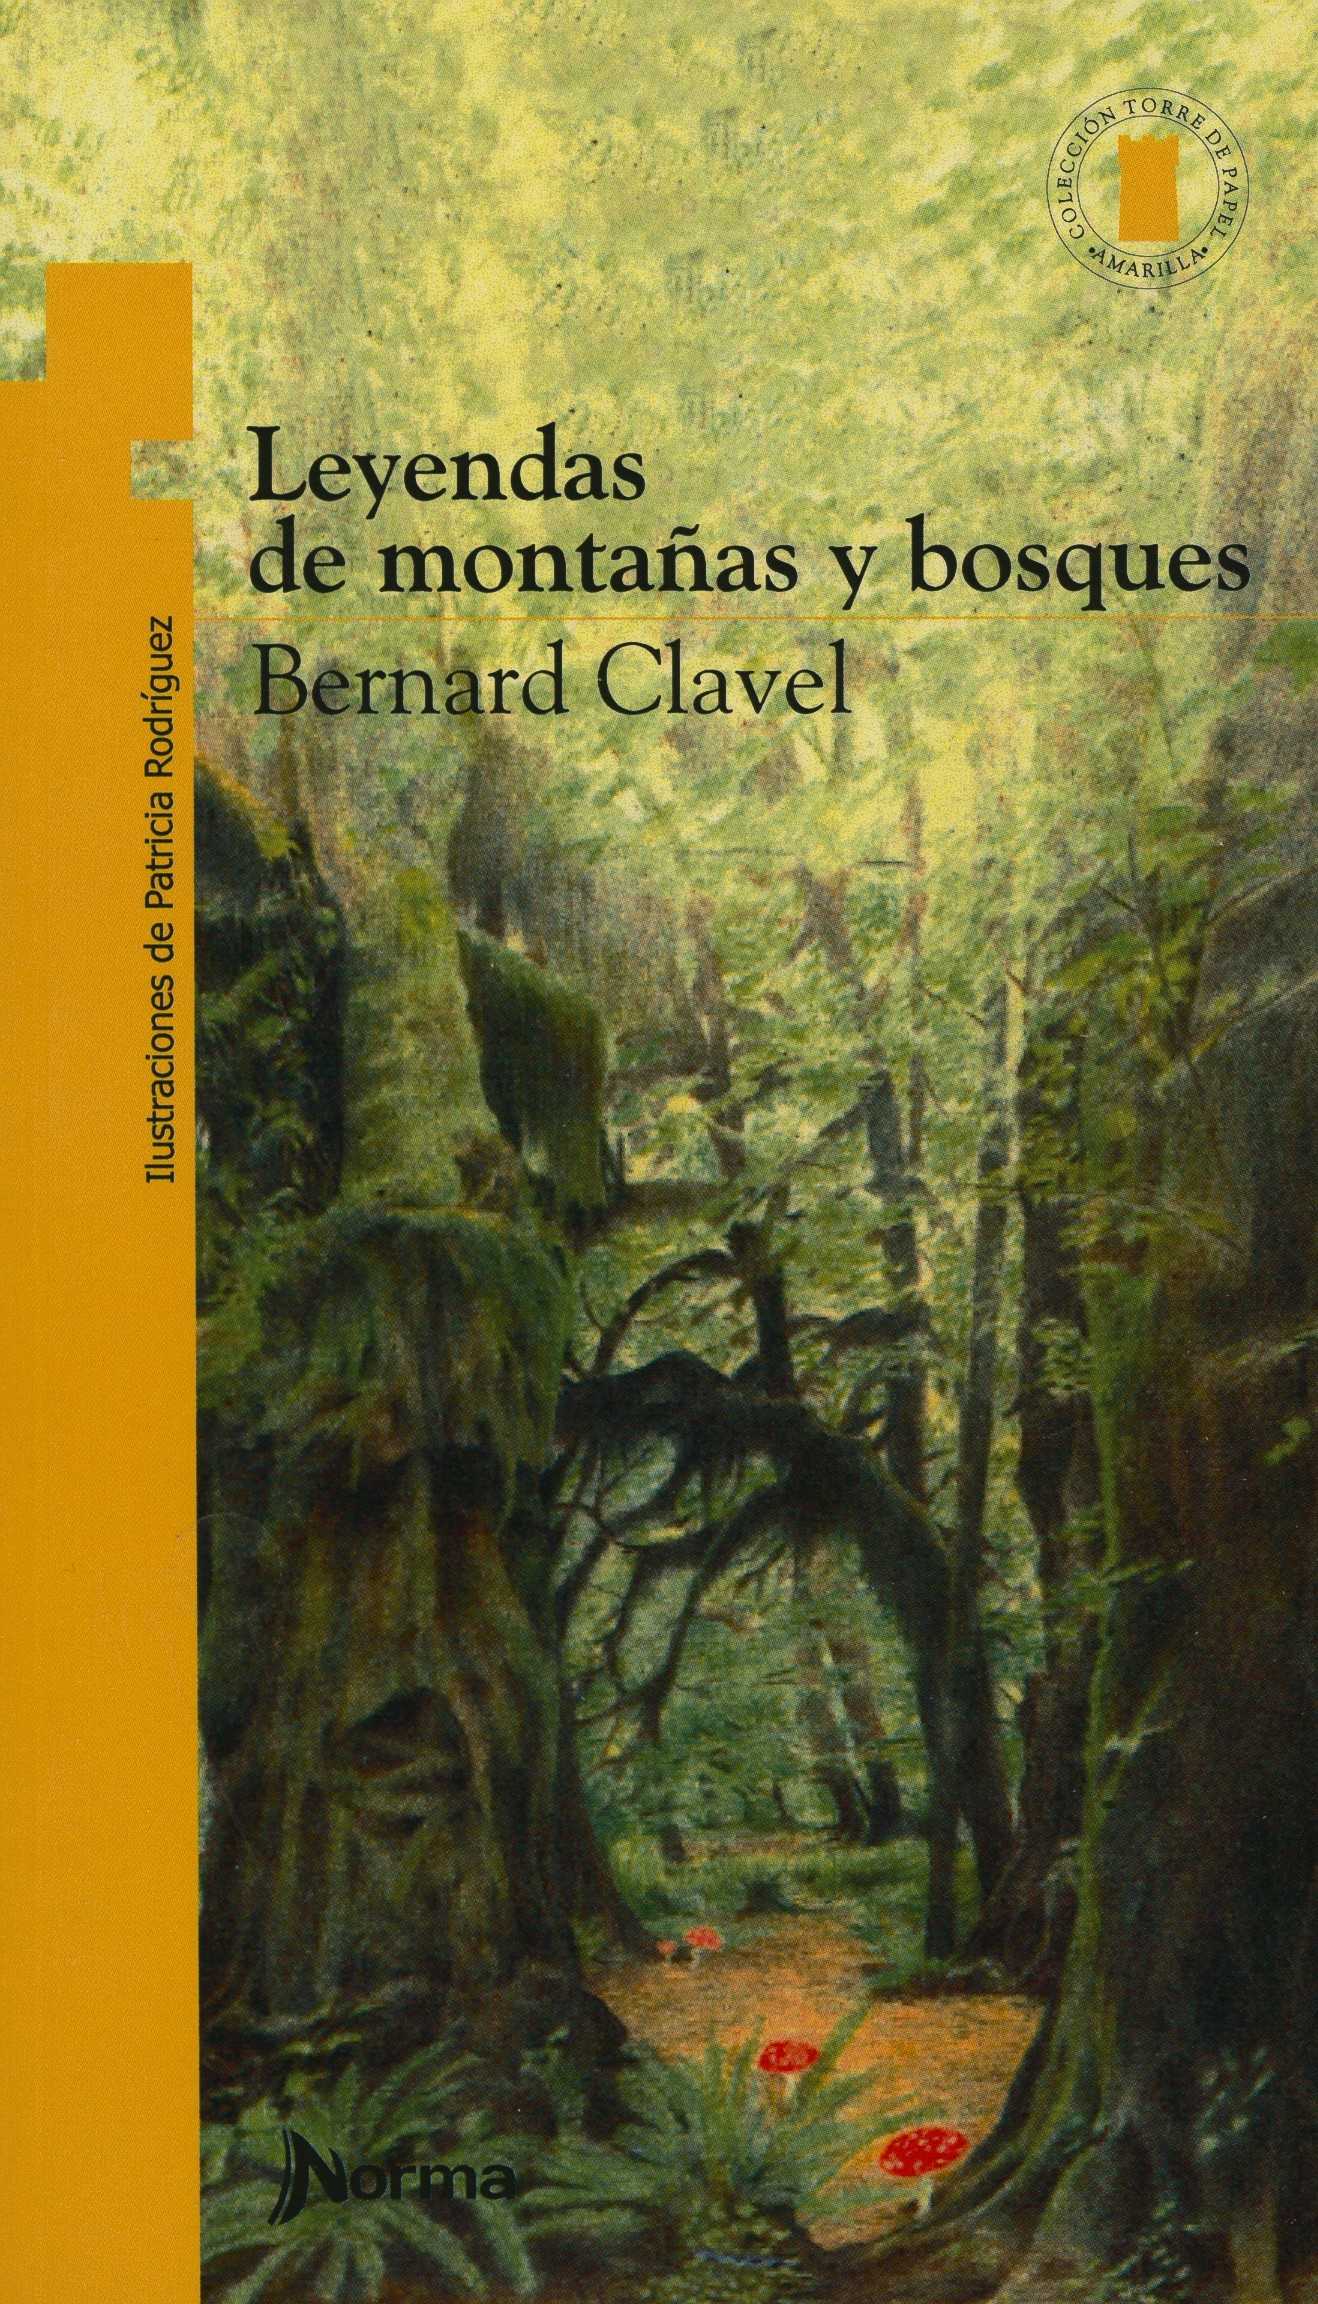 COLECCIÓN TORRE DE PAPEL
•AMARILLA•
Leyendas
de montañas y bosques
Bernard Clavel
Ilustraciones de Patricia Rodríguez
Norma